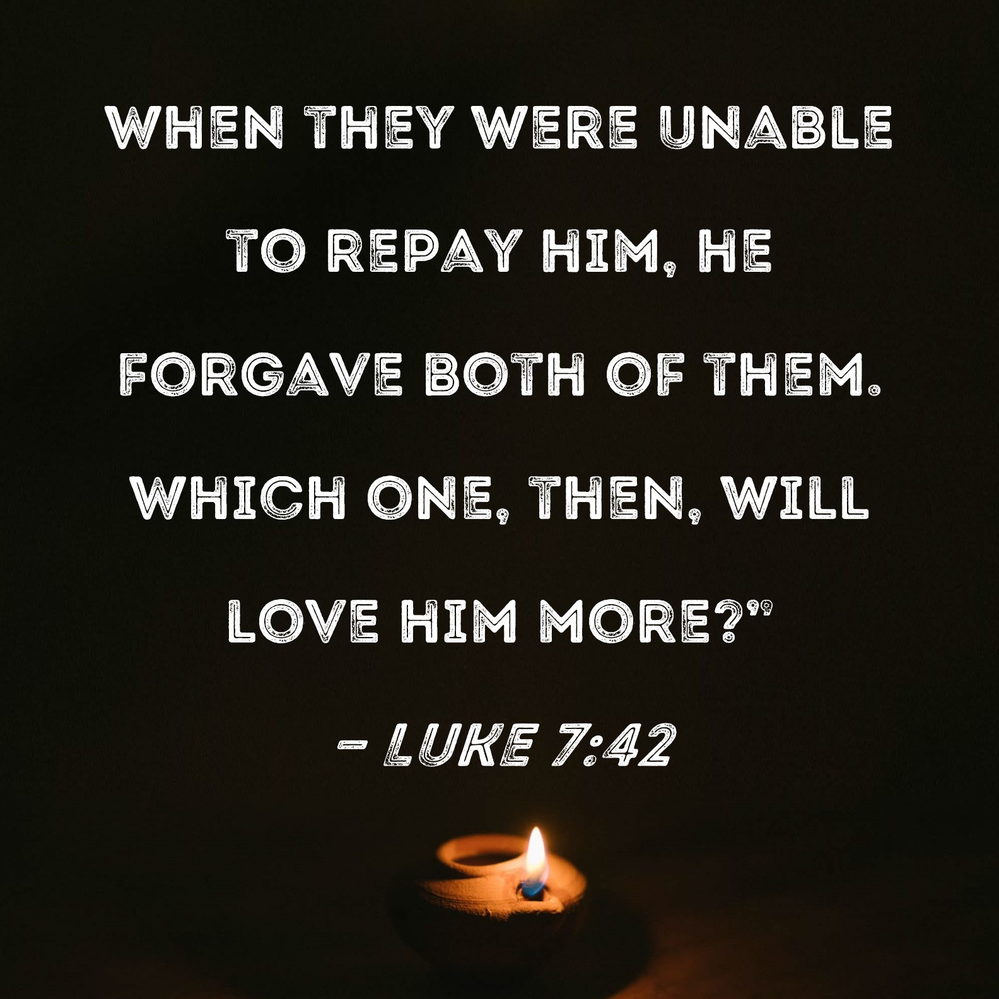 WHEN THEY WERE UNABLE
TO REPAY HIM, HE
FORGAVE BOTH OF THEM.
WHICH ONE, THEN, WILL
LOVE HIM MORE?”
– LUKE 7:42